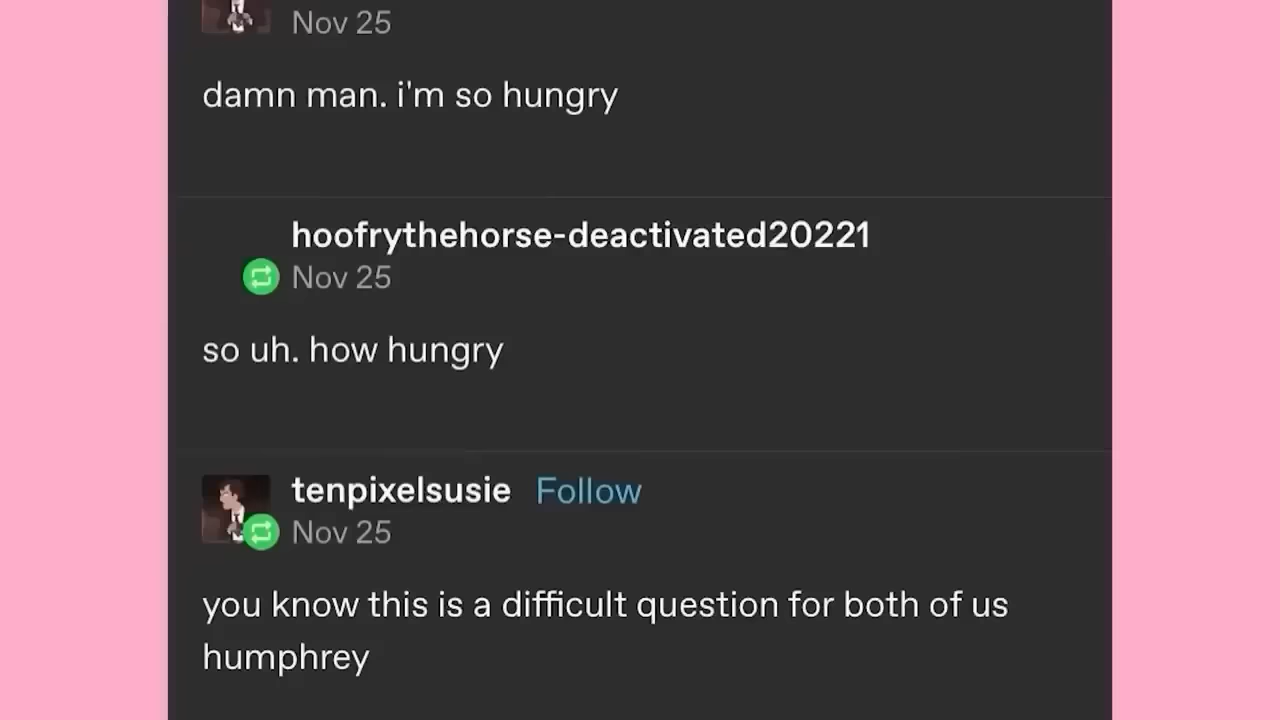 Nov 25
damn man. i'm so hungry
hoofrythehorse-deactivated20221
Nov 25
so uh. how hungry
tenpixelsusie Follow
Nov 25
you know this is a difficult question for both of us
humphrey